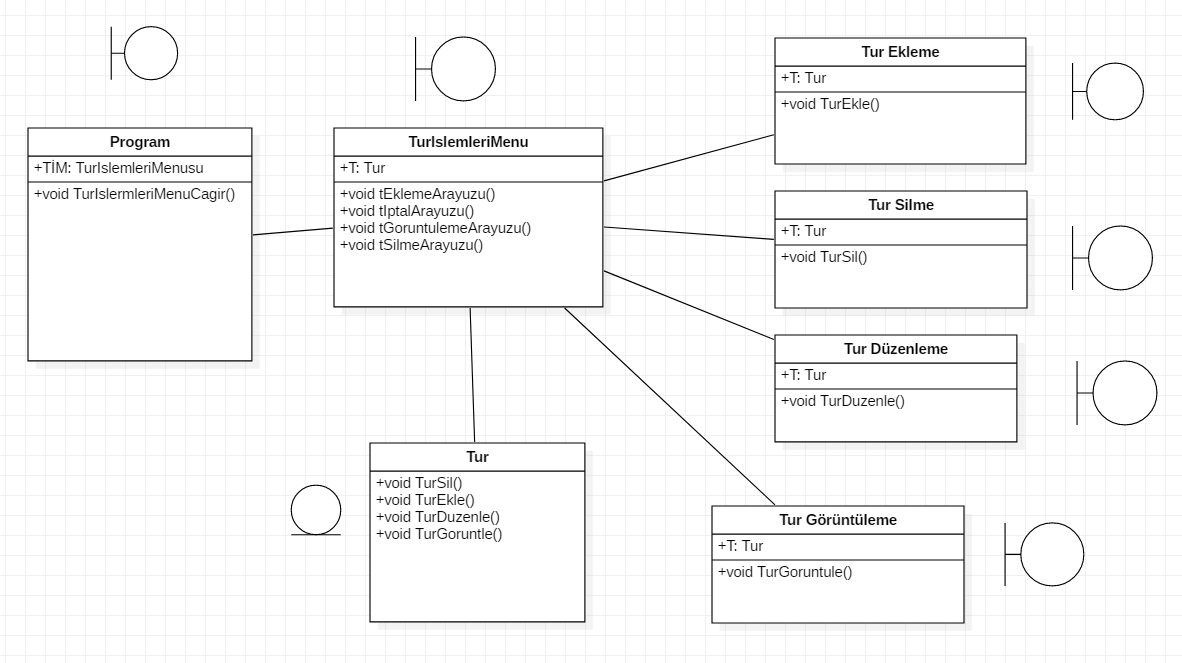 Program
+TİM: TurIslemleriMenusu
+void TurIslermleriMenuCagir()
TurIslemleriMenu
+T: Tur
+void tEklemeArayuzu()
+void tIptalArayuzu()
+void tGoruntulemeArayuzu()
+void tSilmeArayuzu()
Tur Ekleme
+T: Tur
+void TurEkle()
Tur Silme
+T: Tur
+void TurSil()
Tur Düzenleme
+T: Tur
+void TurDuzenle()
Tur
+void TurSil()
+void TurEkle()
+void TurDuzenle()
+void TurGoruntle()
Tur Görüntüleme
+T: Tur
+void TurGoruntule()